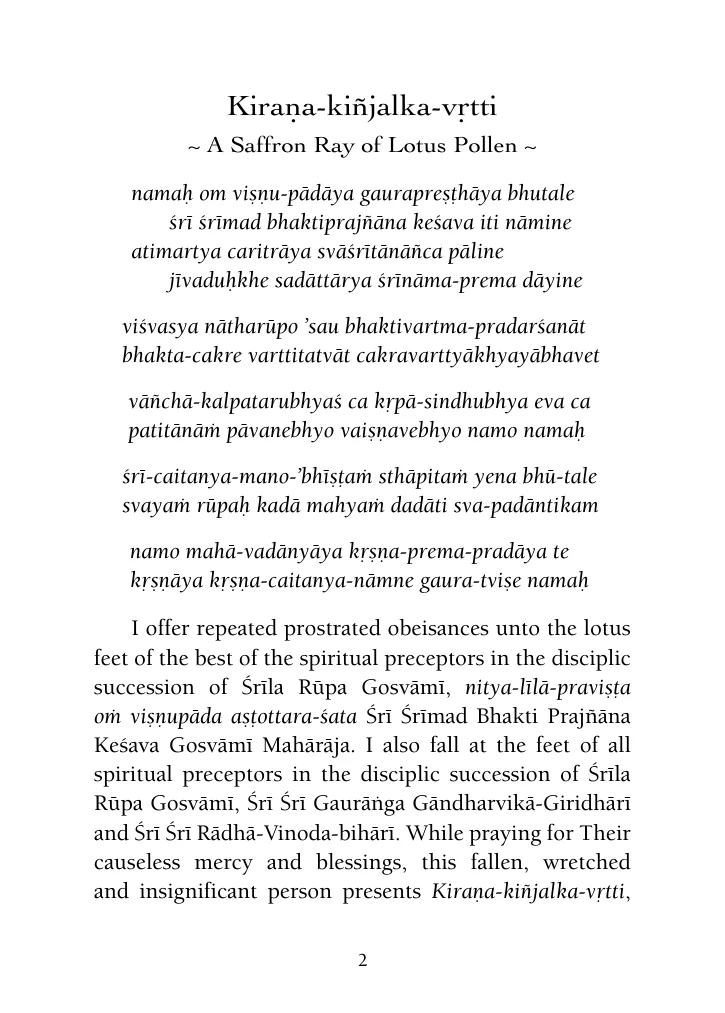 Kiraṇa-kiñjalka-vṛtti
~ A Saffron Ray of Lotus Pollen ~
namaḥ om viṣṇu-pādāya gaurapreṣṭhāya bhutale
śrī śrīmad bhaktiprajñāna keśava iti nāmine
atimartya caritrāya svāśrītānāñca pāline
jīvaduḥkhe sadāttārya śrīnāma-prema dāyine
viśvasya nātharūpo ’sau bhaktivartma-pradarśanāt
bhakta-cakre varttitatvāt cakravarttyākhyayābhavet
vāñchā-kalpatarubhyaś ca kṛpā-sindhubhya eva ca
patitānāṁ pāvanebhyo vaiṣṇavebhyo namo namaḥ
śrī-caitanya-mano-’bhīṣṭaṁ sthāpitaṁ yena bhū-tale
svayaṁ rūpaḥ kadā mahyaṁ dadāti sva-padāntikam
namo mahā-vadānyāya kṛṣṇa-prema-pradāya te
kṛṣṇāya kṛṣṇa-caitanya-nāmne gaura-tviṣe namaḥ
I offer repeated prostrated obeisances unto the lotus
feet of the best of the spiritual preceptors in the disciplic
succession of Śrīla Rūpa Gosvāmī, nitya-līlā-praviṣṭa
oṁ viṣṇupāda aṣṭottara-śata Śrī Śrīmad Bhakti Prajñāna
Keśava Gosvāmī Mahārāja. I also fall at the feet of all
spiritual preceptors in the disciplic succession of Śrīla
Rūpa Gosvāmī, Śrī Śrī Gaurāṅga Gāndharvikā-Giridhārī
and Śrī Śrī Rādhā-Vinoda-bihārī. While praying for Their
causeless mercy and blessings, this fallen, wretched
and insignificant person presents Kiraṇa-kiñjalka-vṛtti,
2